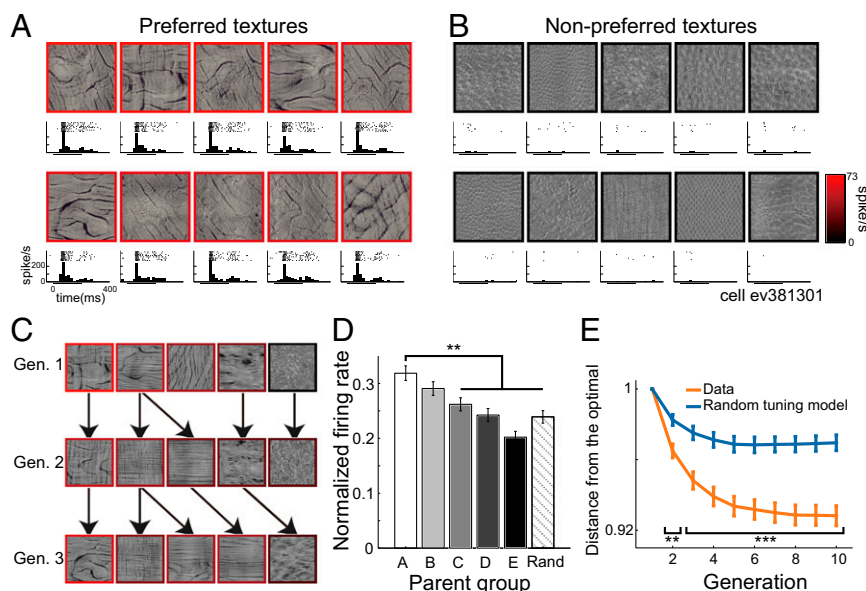 A Preferred textures
B Non-preferred textures
spike/s
200
0
0 400
time(ms)
73
0
spike/s
cell ev381301
C
Gen. 1
Gen. 2
Gen. 3
D
**
Normalized firing rate
0.3
0.2
0.1
0
A B C D E Rand
Parent group
E
Data
Random tuning model
Distance from the optimal
1
0.92
** ***
2 4 6 8 10
Generation